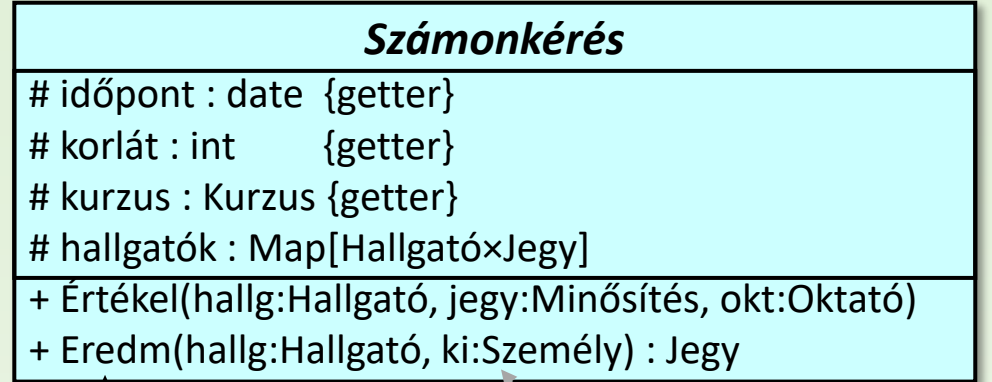 Számonkérés
# időpont : date {getter}
# korlát : int {getter}
# kurzus : Kurzus {getter}
# hallgatók : Map[Hallgató×Jegy]
+ Értékel(hallg:Hallgató, jegy:Minősítés, okt:Oktató)
+ Eredm(hallg:Hallgató, ki:Személy) : Jegy